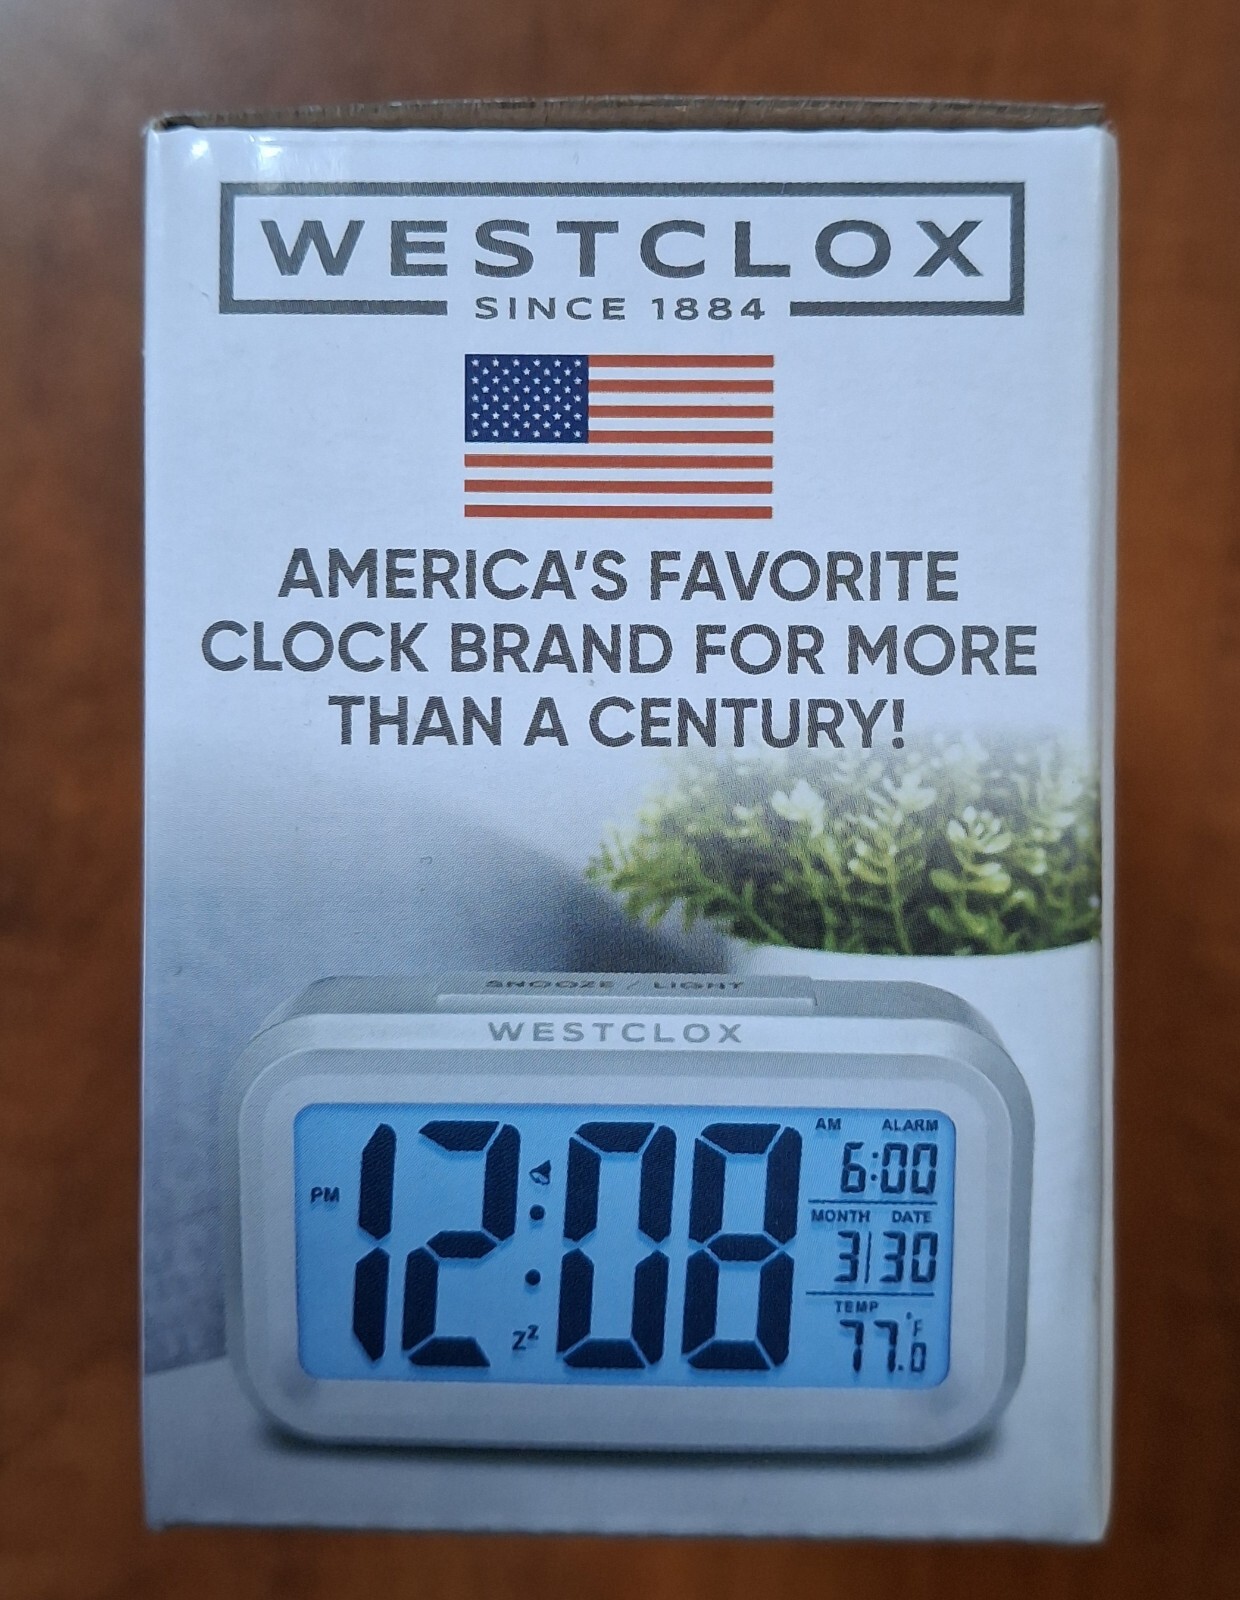 WESTCLOX
SINCE 1884
AMERICA'S FAVORITE
CLOCK BRAND FOR MORE
THAN A CENTURY!
SNOOZE / LIGHT
WESTCLOX
PM 12:08
AM ALARM
6:00
MONTH DATE
3|30
TEMP
77.0 °F
zz